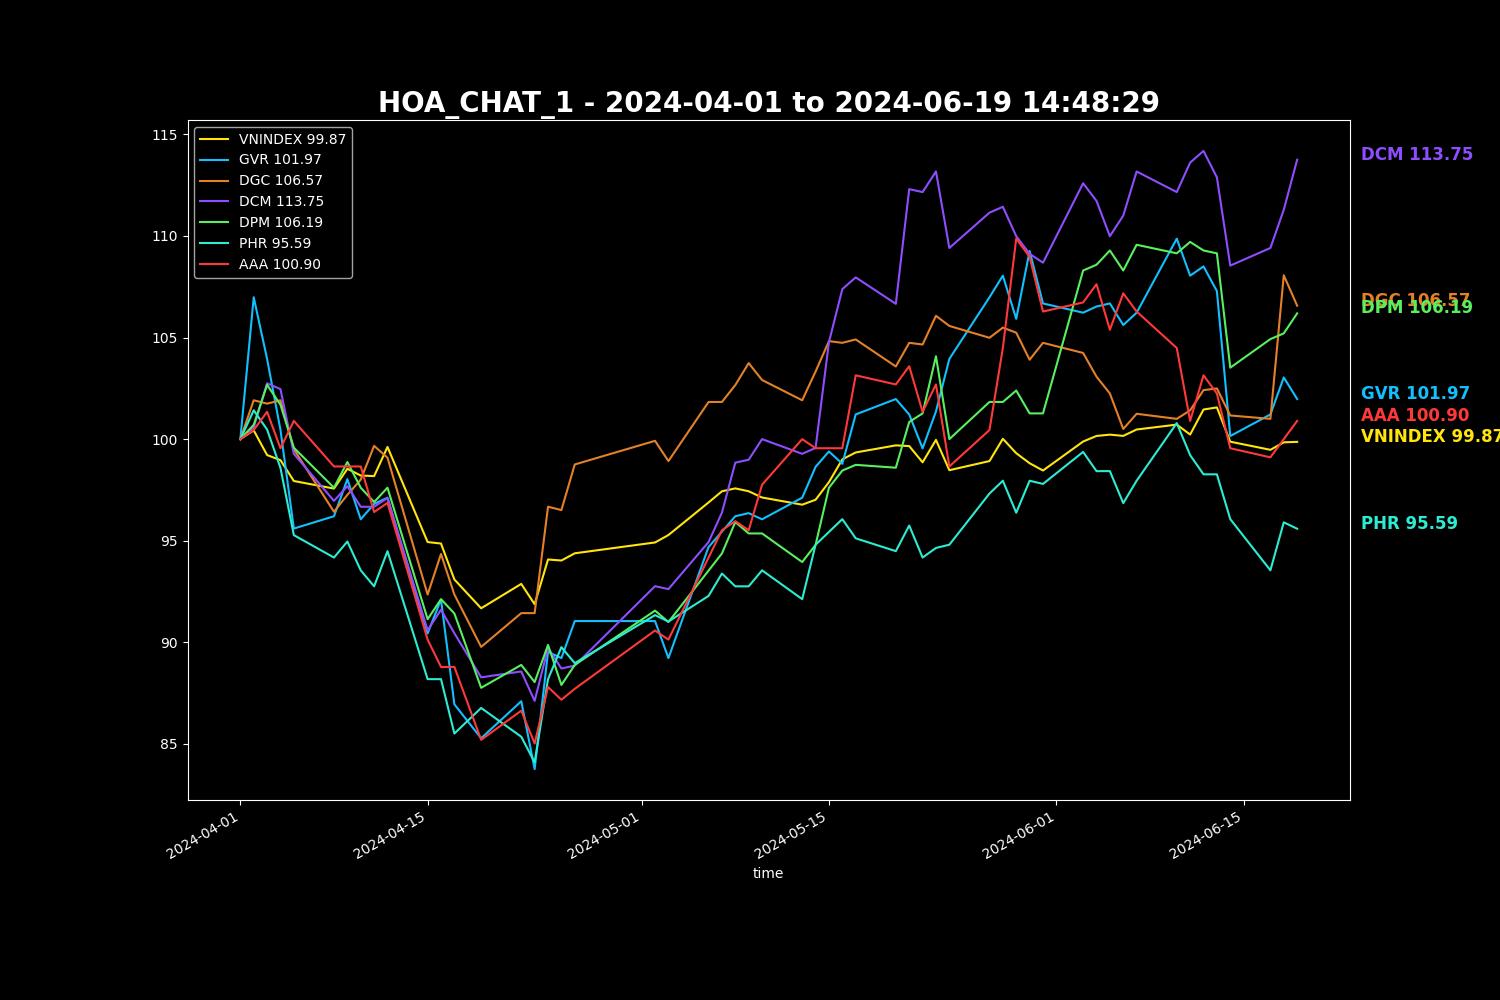 HOA_CHAT_1 - 2024-04-01 to 2024-06-19 14:48:29
VNINDEX 99.87
GVR 101.97
DGC 106.57
DCM 113.75
DPM 106.19
PHR 95.59
AAA 100.90
115
110
105
100
95
90
85
DCM 113.75
DGC 106.57
DPM 106.19
GVR 101.97
AAA 100.90
VNINDEX 99.87
PHR 95.59
2024-04-01
2024-04-15
2024-05-01
2024-05-15
2024-06-01
2024-06-15
time